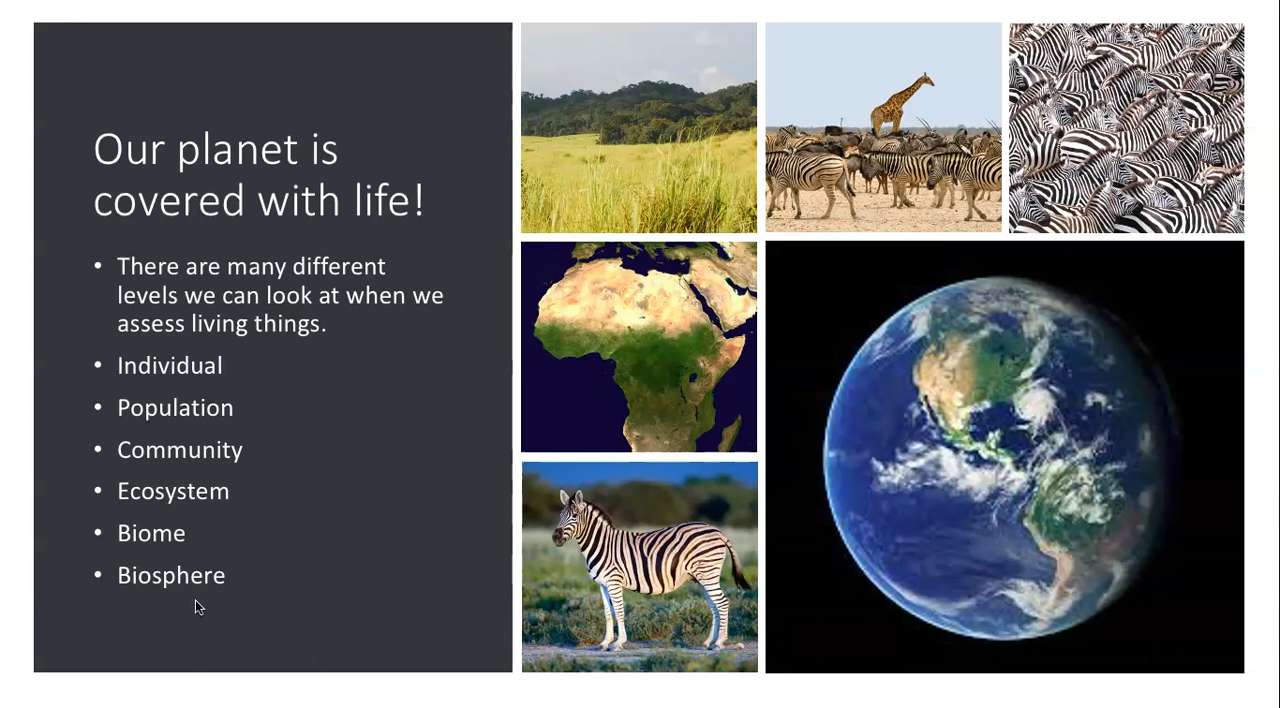 Our planet is
covered with life!
• There are many different
levels we can look at when we
assess living things.
• Individual
• Population
• Community
• Ecosystem
• Biome
• Biosphere